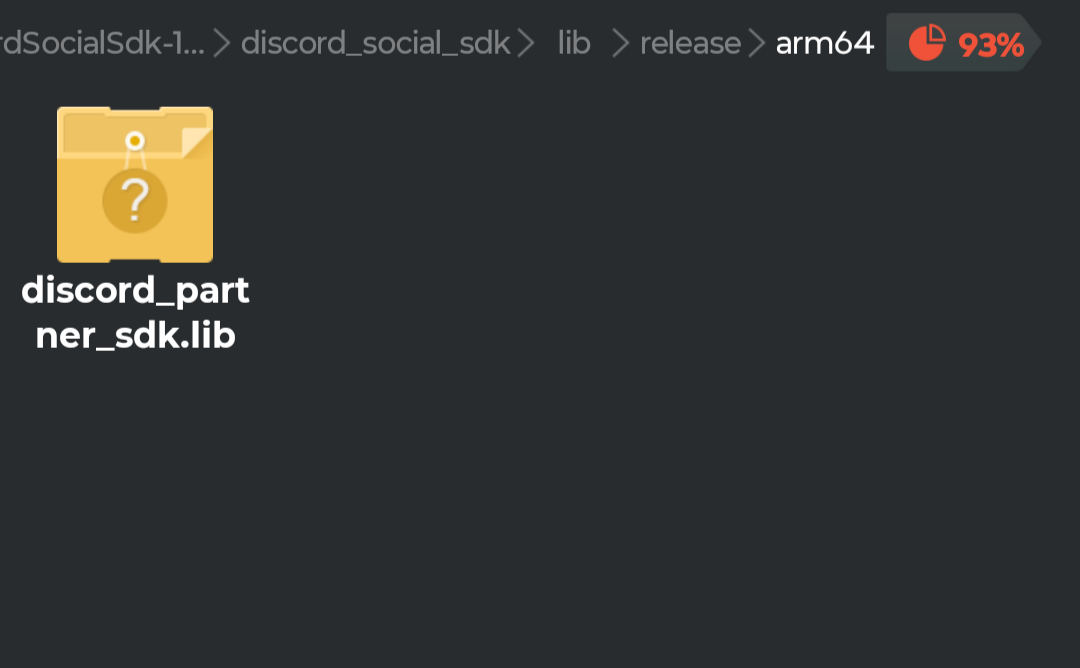 rdSocialSdk-1... > discord_social_sdk > lib > release > arm64 93%
?
discord_part
ner_sdk.lib